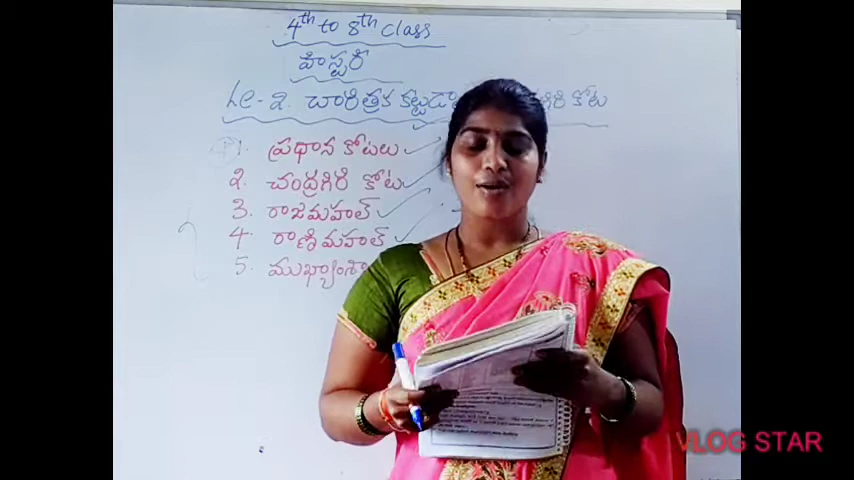 4th to 8th Class
హిస్టరీ
Le-2. చారిత్రక కట్టడా గిరి కోట
1. ప్రధాన కోటలు
2. చంద్రగిరి కోట
3. రాజమహల్
4. రాణిమహల్
5. ముఖ్యాంశా
VLOG STAR